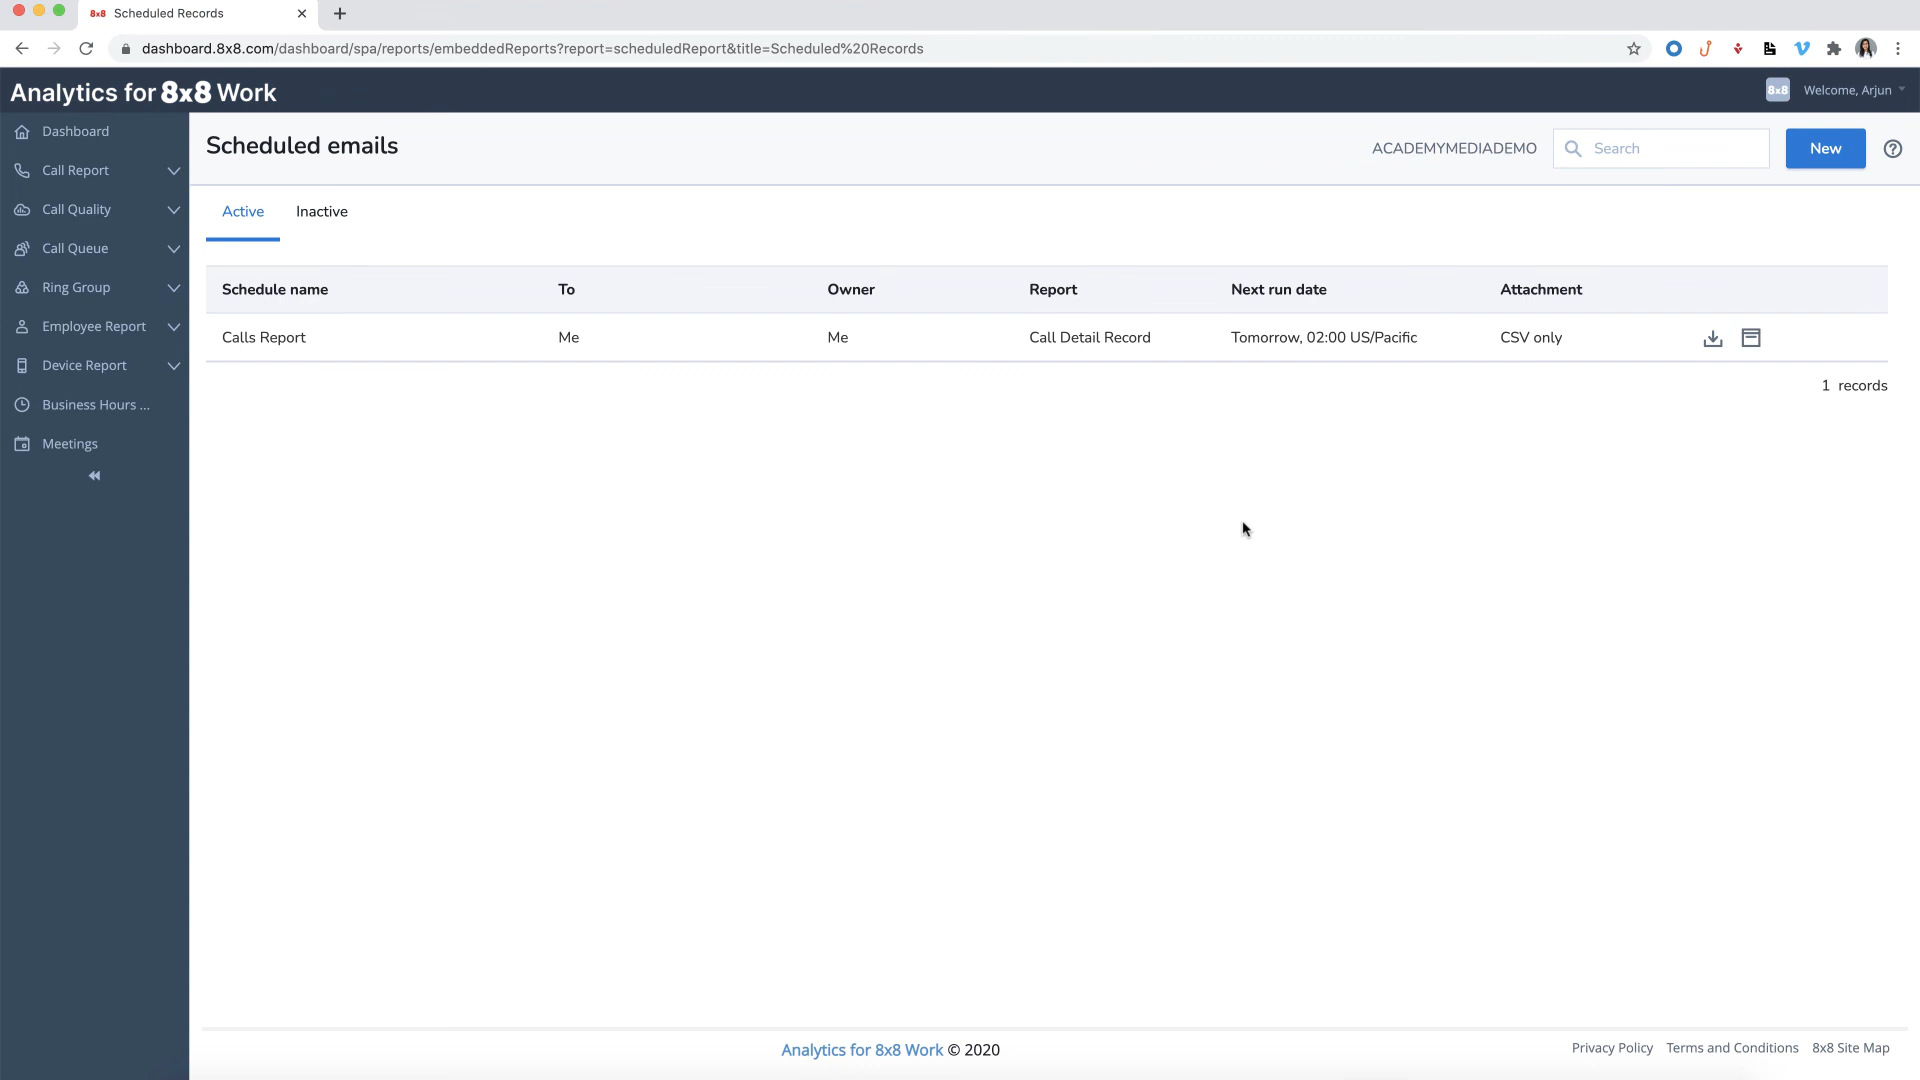 8x8 Scheduled Records
dashboard.8x8.com/dashboard/spa/reports/embeddedReports?report=scheduledReport&title=Scheduled%20Records
Analytics for 8x8 Work
8x8 Welcome, Arjun
Dashboard
Call Report
Call Quality
Call Queue
Ring Group
Employee Report
Device Report
Business Hours ...
Meetings
Scheduled emails
ACADEMYMEDIADEMO
Search
New
Active Inactive
Schedule name To Owner Report Next run date Attachment
Calls Report Me Me Call Detail Record Tomorrow, 02:00 US/Pacific CSV only
1 records
Analytics for 8x8 Work © 2020
Privacy Policy Terms and Conditions 8x8 Site Map